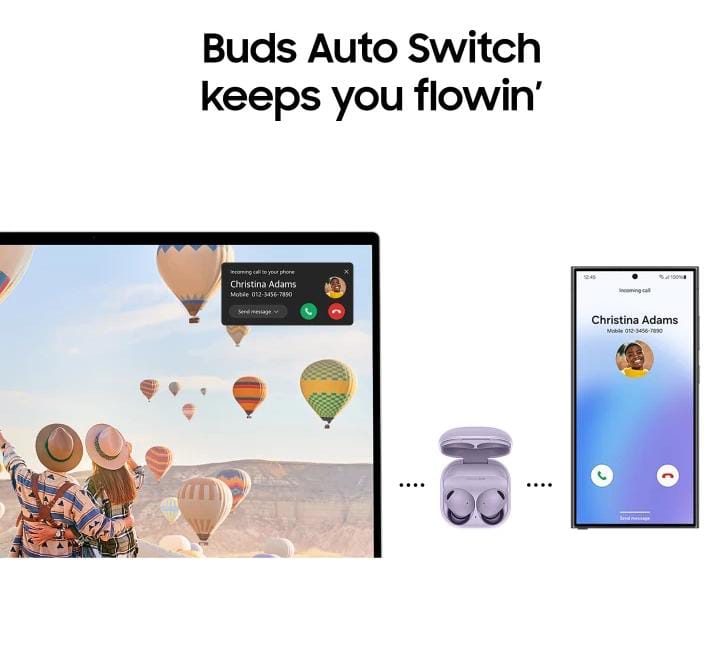 Buds Auto Switch
keeps you flowin’
Incoming call to your phone
Christina Adams
Mobile 012-3456-7890
Send message
12:45
100%
Incoming call
Christina Adams
Mobile 012-3456-7890
Send message